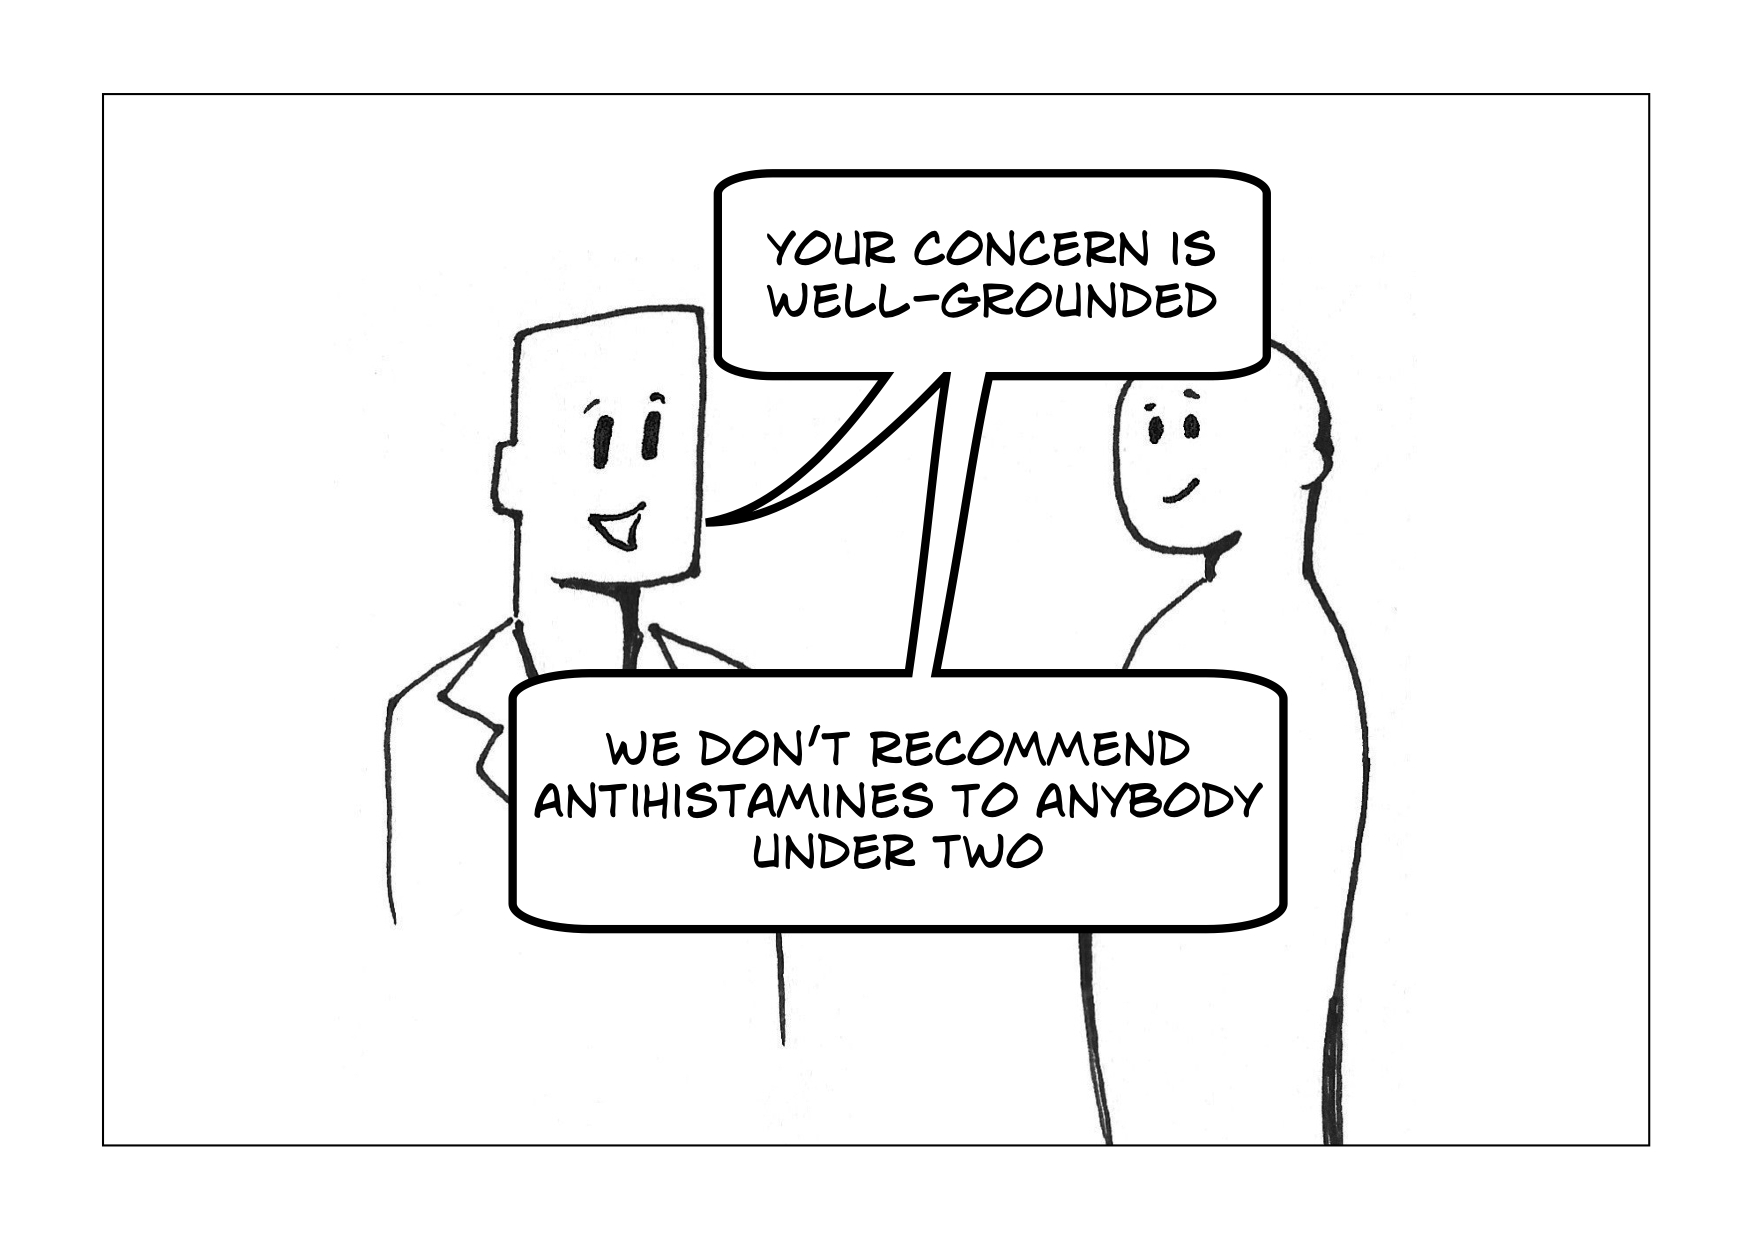 YOUR CONCERN IS
WELL-GROUNDED
WE DON'T RECOMMEND
ANTIHISTAMINES TO ANYBODY
UNDER TWO